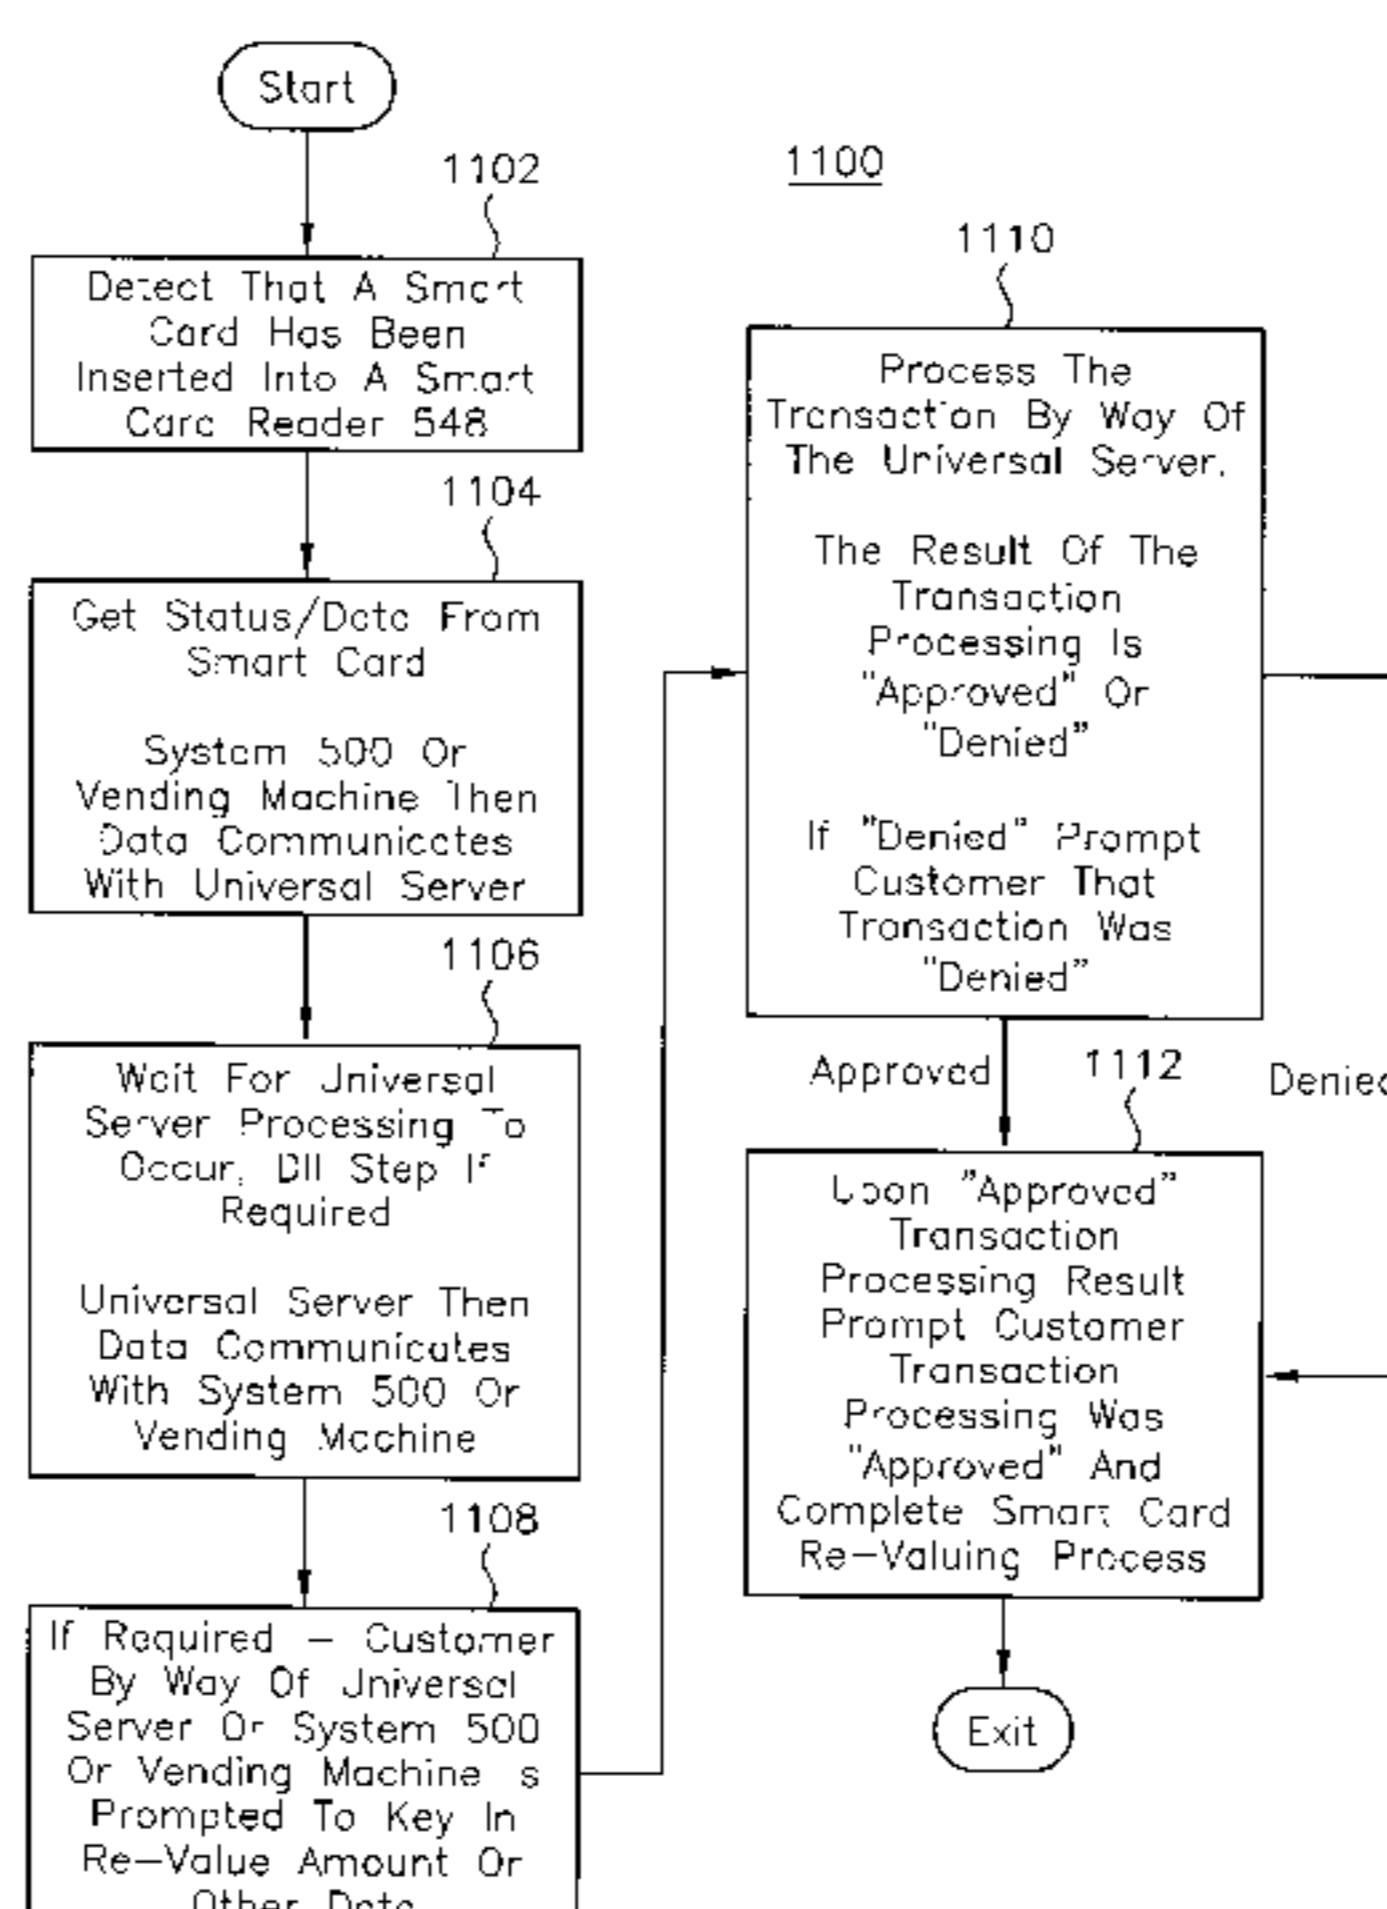 Start
1102
Detect That A Smart
Card Has Been
Inserted Into A Smart
Card Reader 548
1104
Get Status/Data From
Smart Card
System 500 Or
Vending Machine Then
Data Communicates
With Universal Server
1106
Wait For Universal
Server Processing To
Occur, Dll Step If
Required
Universal Server Then
Data Communicates
With System 500 Or
Vending Machine
1108
If Required – Customer
By Way Of Universal
Server Or System 500
Or Vending Machine Is
Prompted To Key In
Re–Value Amount Or
Other Data
1100
1110
Process The
Transaction By Way Of
The Universal Server.
The Result Of The
Transaction
Processing Is
"Approved" Or
"Denied"
If "Denied" Prompt
Customer That
Transaction Was
"Denied"
Approved
Denied
1112
Upon "Approved"
Transaction
Processing Result
Prompt Customer
Transaction
Processing Was
"Approved" And
Complete Smart Card
Re–Valuing Process
Exit